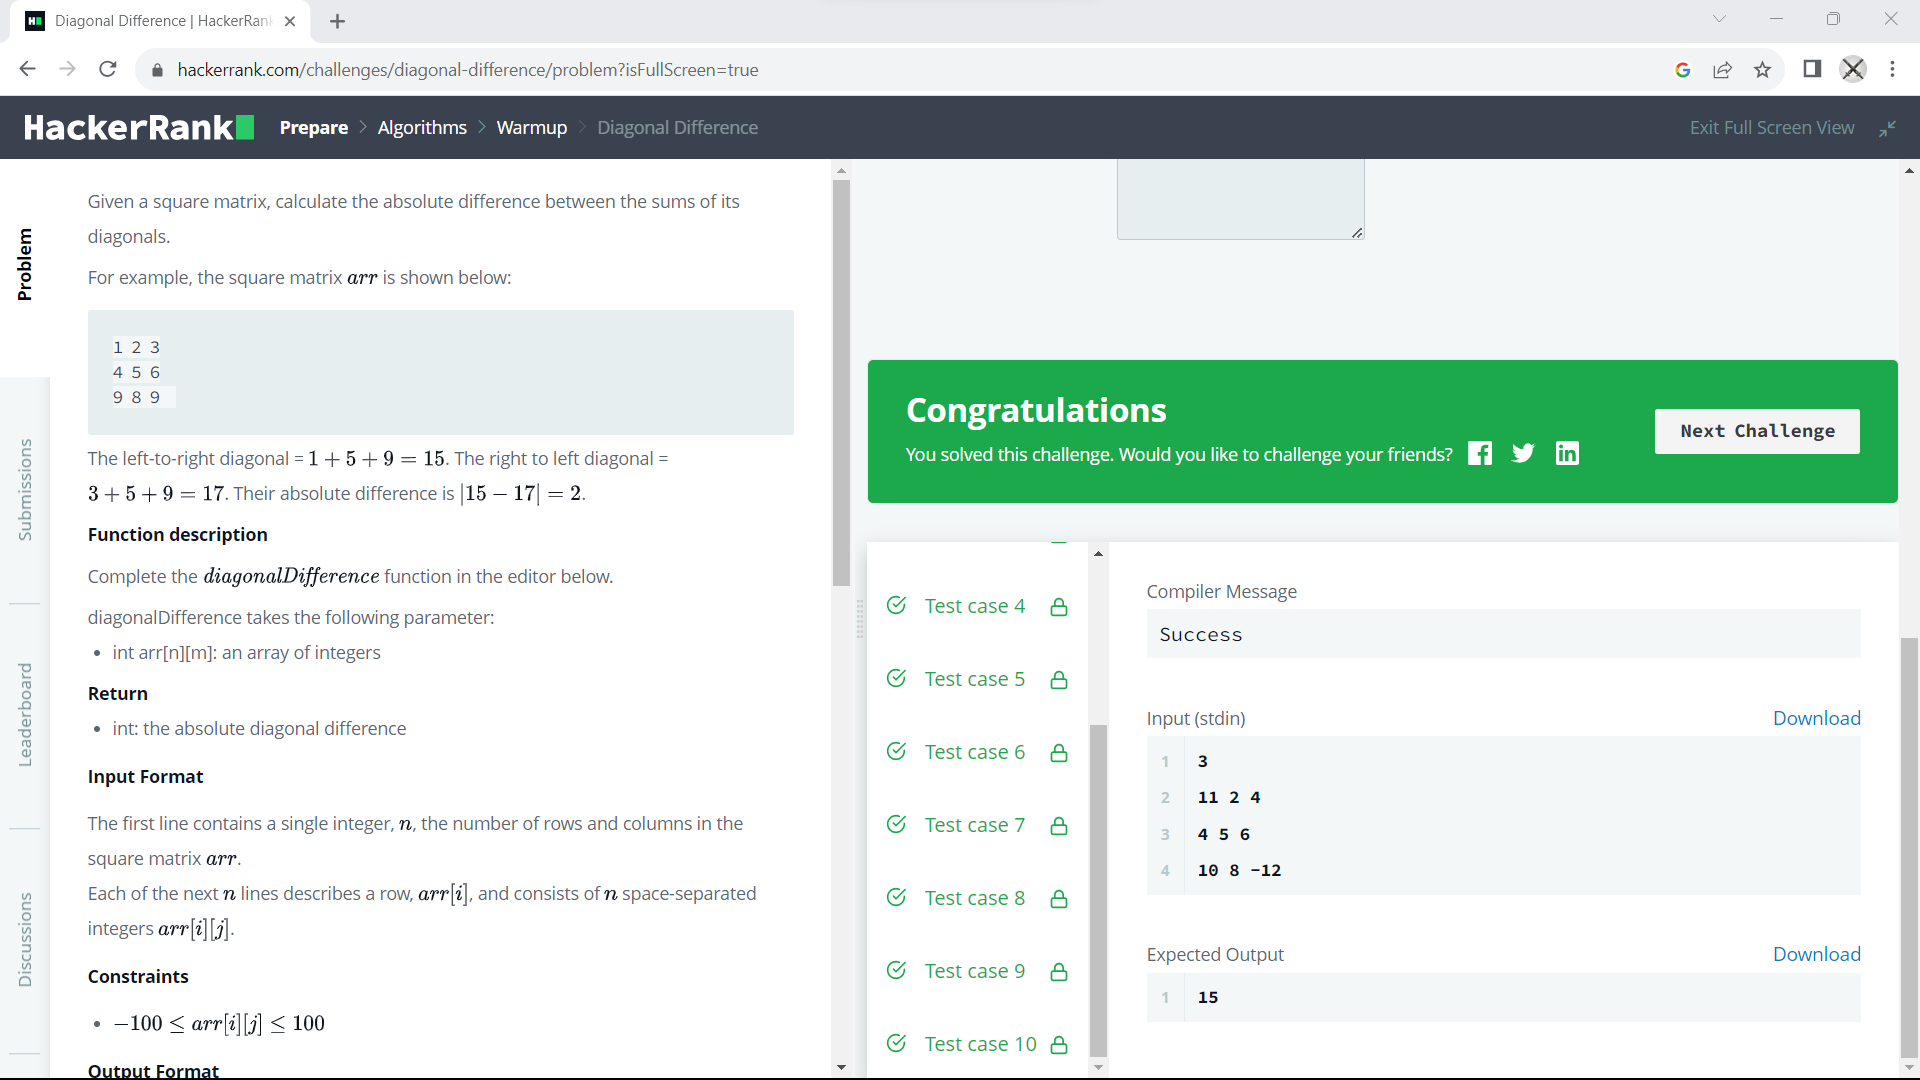 Diagonal Difference | HackerRank
hackerrank.com/challenges/diagonal-difference/problem?isFullScreen=true
HackerRank
Prepare > Algorithms > Warmup > Diagonal Difference
Exit Full Screen View
Problem
Submissions
Leaderboard
Discussions
Given a square matrix, calculate the absolute difference between the sums of its
diagonals.
For example, the square matrix arr is shown below:
1 2 3
4 5 6
9 8 9
The left-to-right diagonal = 1 + 5 + 9 = 15. The right to left diagonal =
3 + 5 + 9 = 17. Their absolute difference is |15 − 17| = 2.
Function description
Complete the diagonalDifference function in the editor below.
diagonalDifference takes the following parameter:
• int arr[n][m]: an array of integers
Return
• int: the absolute diagonal difference
Input Format
The first line contains a single integer, n, the number of rows and columns in the
square matrix arr.
Each of the next n lines describes a row, arr[i], and consists of n space-separated
integers arr[i][j].
Constraints
• −100 ≤ arr[i][j] ≤ 100
Output Format
Congratulations
You solved this challenge. Would you like to challenge your friends?
Next Challenge
Test case 4
Test case 5
Test case 6
Test case 7
Test case 8
Test case 9
Test case 10
Compiler Message
Success
Input (stdin)
Download
1 3
2 11 2 4
3 4 5 6
4 10 8 -12
Expected Output
Download
1 15